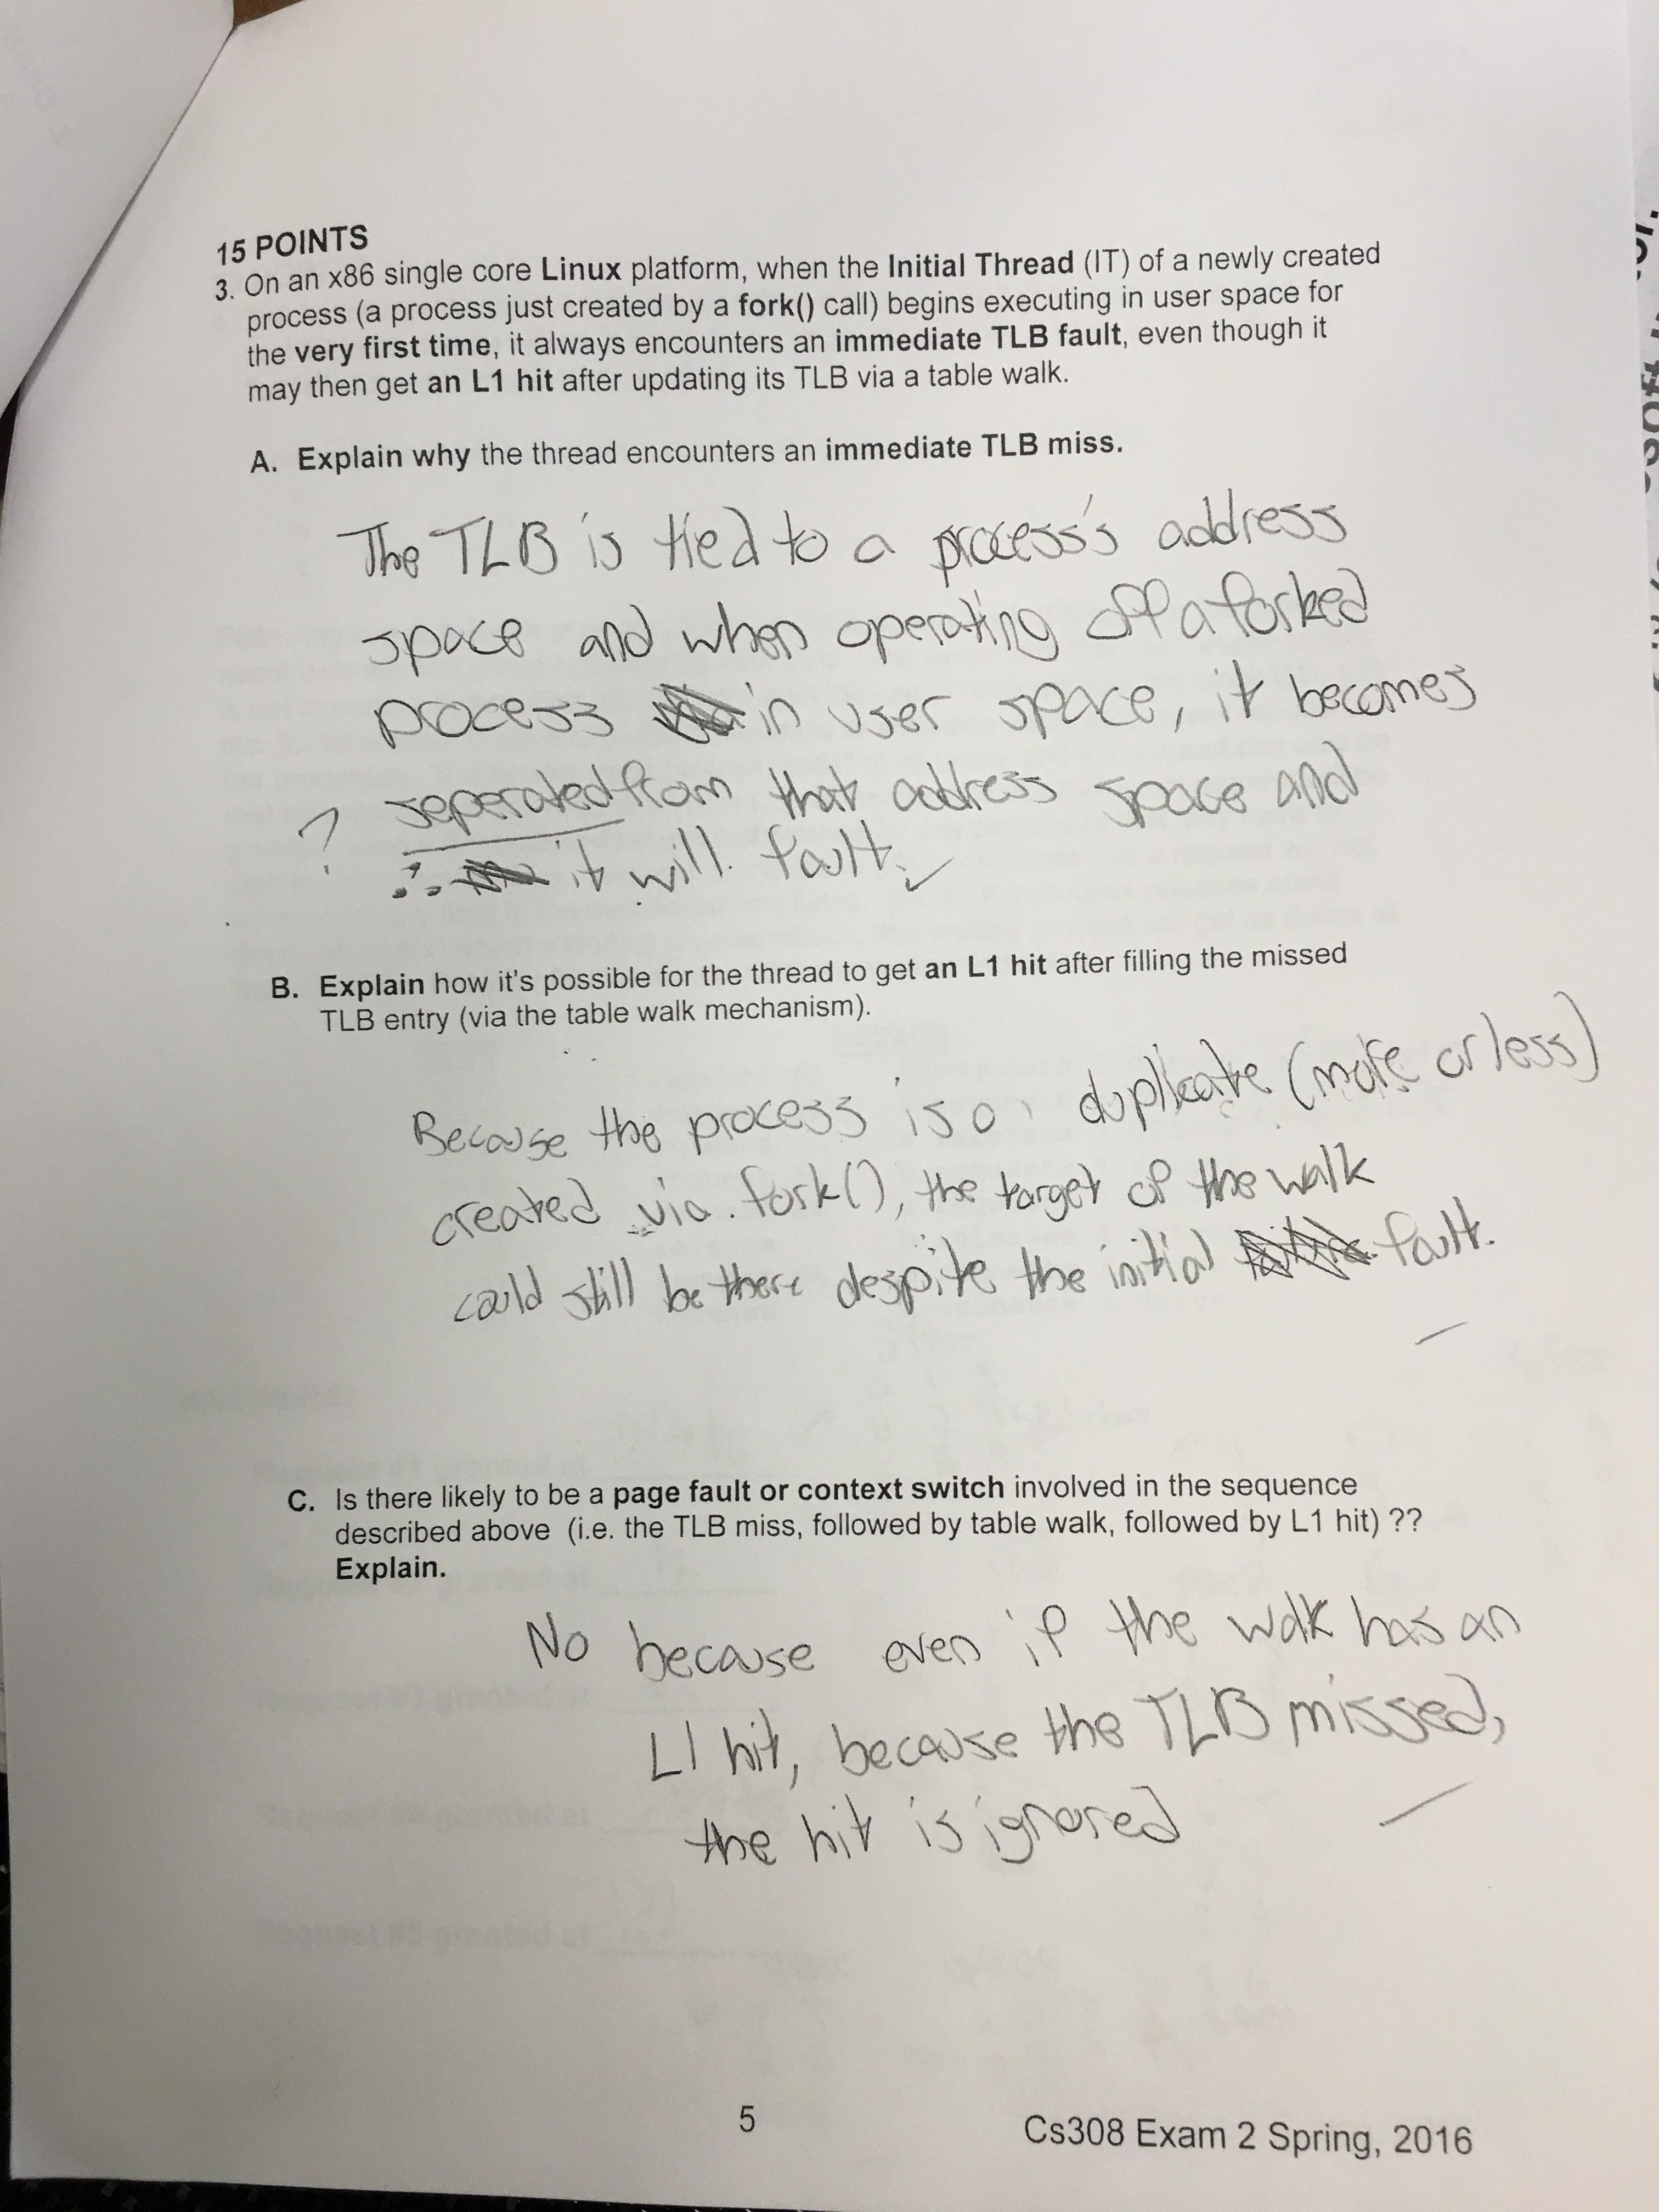 15 POINTS
3. On an x86 single core Linux platform, when the Initial Thread (IT) of a newly created
process (a process just created by a fork() call) begins executing in user space for
the very first time, it always encounters an immediate TLB fault, even though it
may then get an L1 hit after updating its TLB via a table walk.
A. Explain why the thread encounters an immediate TLB miss.
The TLB is tied to a process's address
space and when operating off a forked
process in user space, it becomes
? seperated from that address space and
∴ it will fault. ✓
B. Explain how it's possible for the thread to get an L1 hit after filling the missed
TLB entry (via the table walk mechanism).
Because the process is a duplicate (more or less)
created via fork(), the target of the walk
could still be there despite the initial fault.
C. Is there likely to be a page fault or context switch involved in the sequence
described above (i.e. the TLB miss, followed by table walk, followed by L1 hit) ??
Explain.
No because even if the walk has an
L1 hit, because the TLB missed,
the hit is ignored
5
Cs308 Exam 2 Spring, 2016